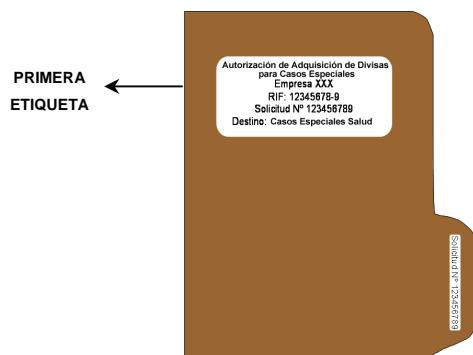 PRIMERA
ETIQUETA
Autorización de Adquisición de Divisas
para Casos Especiales
Empresa XXX
RIF: 12345678-9
Solicitud Nº 123456789
Destino: Casos Especiales Salud
Solicitud Nº 123456789